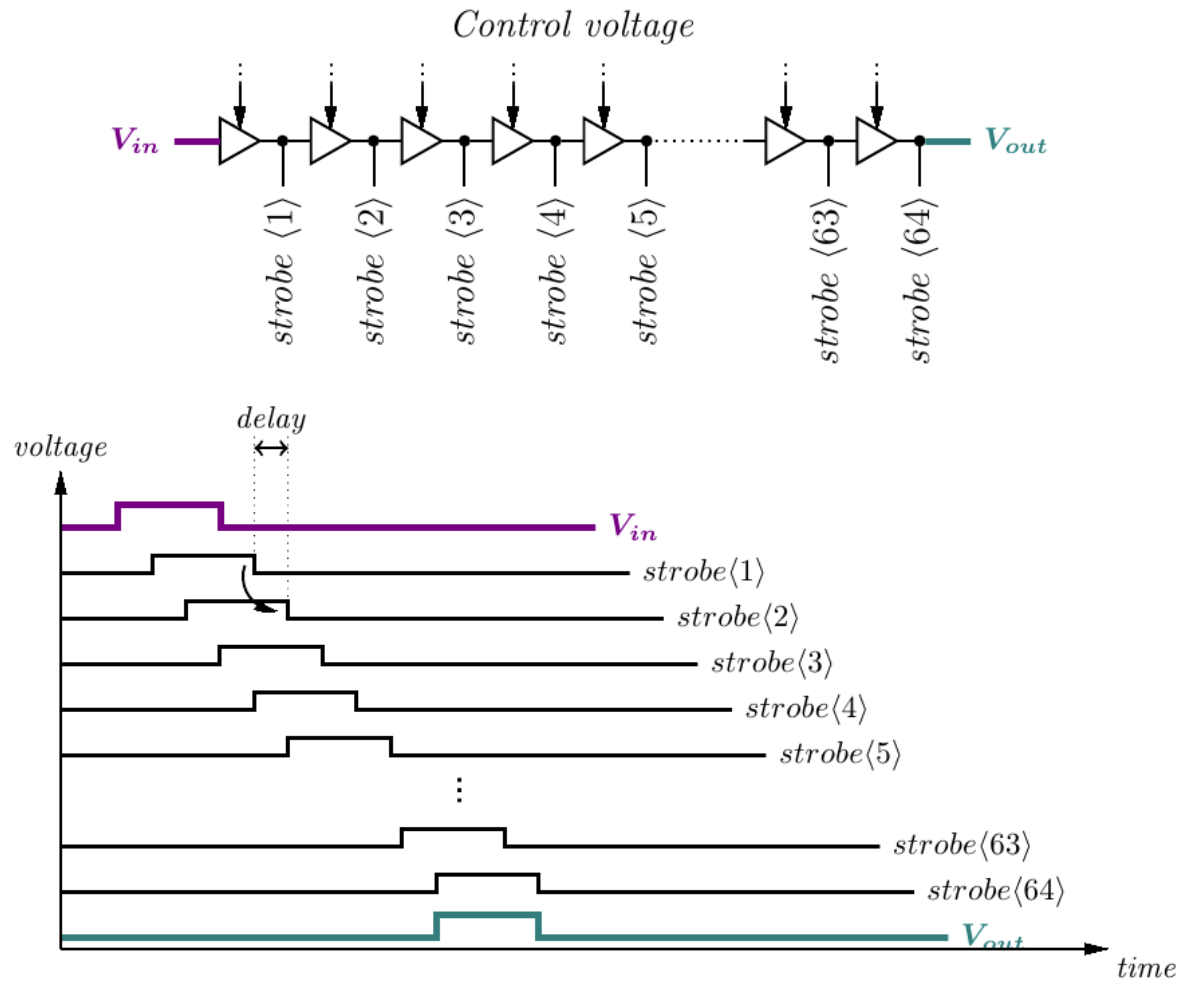 Control voltage
V_in
V_out
strobe ⟨1⟩
strobe ⟨2⟩
strobe ⟨3⟩
strobe ⟨4⟩
strobe ⟨5⟩
strobe ⟨63⟩
strobe ⟨64⟩
delay
voltage
V_in
strobe⟨1⟩
strobe⟨2⟩
strobe⟨3⟩
strobe⟨4⟩
strobe⟨5⟩
strobe⟨63⟩
strobe⟨64⟩
V_out
time